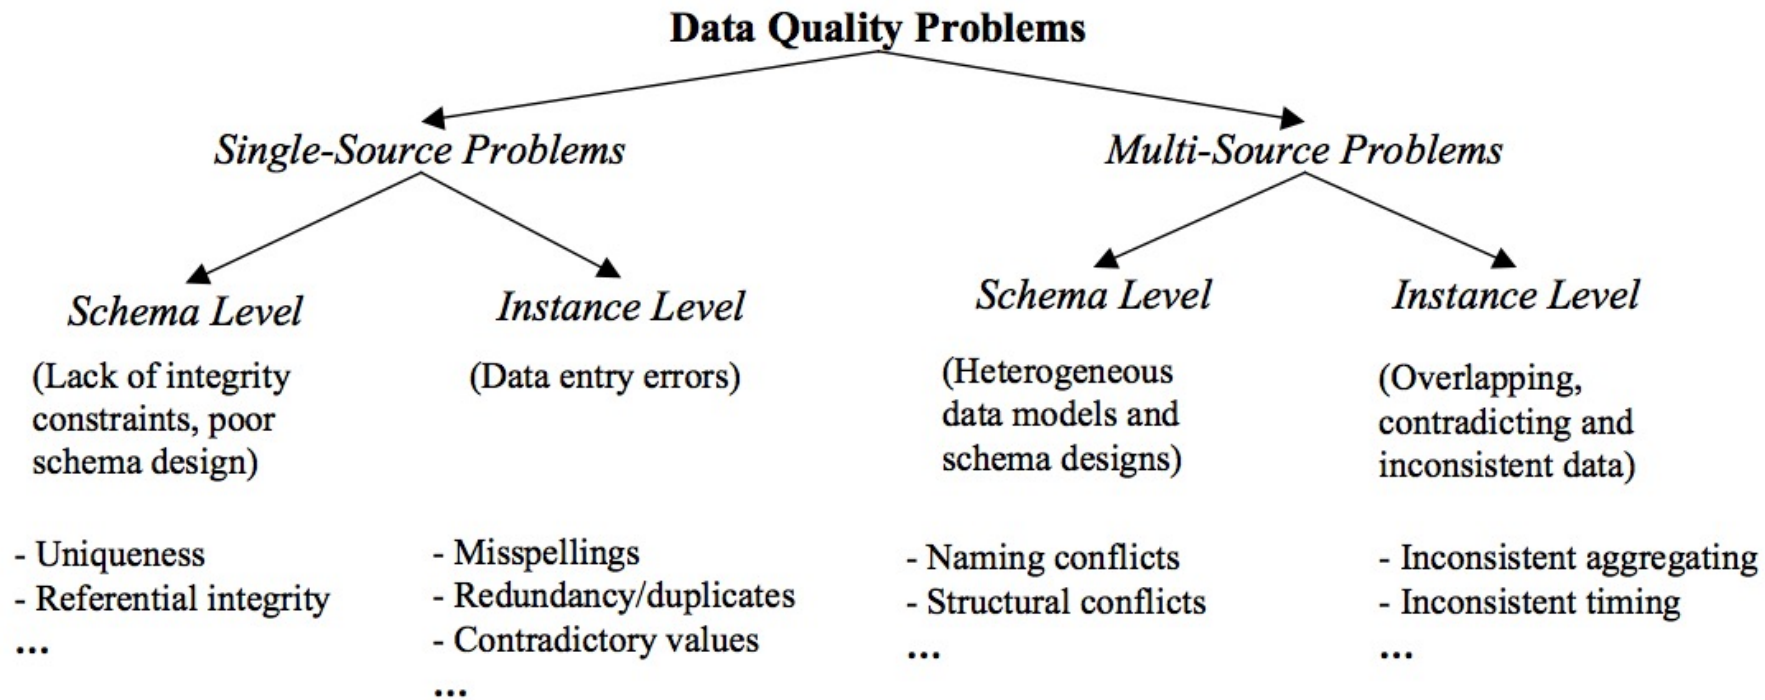 Data Quality Problems
Single-Source Problems
Multi-Source Problems
Schema Level
Instance Level
Schema Level
Instance Level
(Lack of integrity
constraints, poor
schema design)
(Data entry errors)
(Heterogeneous
data models and
schema designs)
(Overlapping,
contradicting and
inconsistent data)
- Uniqueness
- Referential integrity
...
- Misspellings
- Redundancy/duplicates
- Contradictory values
...
- Naming conflicts
- Structural conflicts
...
- Inconsistent aggregating
- Inconsistent timing
...